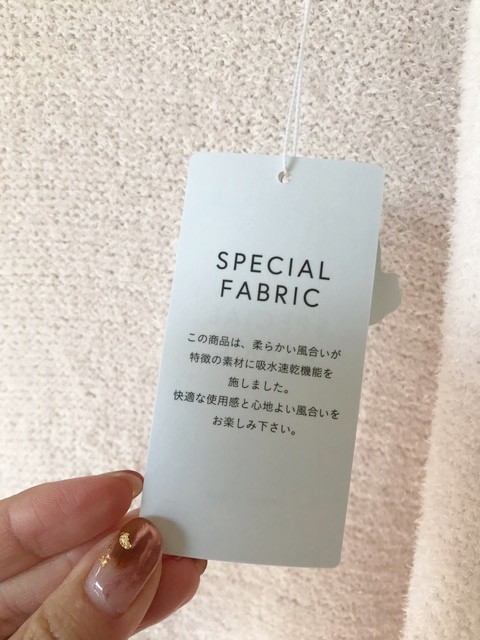 SPECIAL
FABRIC
この商品は、柔らかい風合いが
特徴の素材に吸水速乾機能を
施しました。
快適な使用感と心地よい風合いを
お楽しみ下さい。